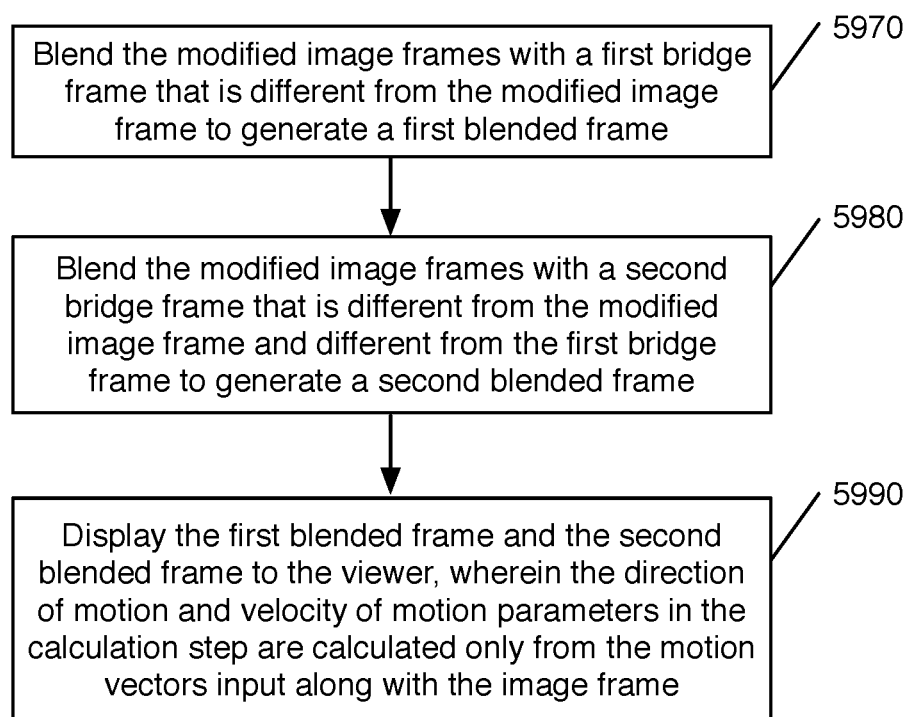 5970
Blend the modified image frames with a first bridge
frame that is different from the modified image
frame to generate a first blended frame
5980
Blend the modified image frames with a second
bridge frame that is different from the modified
image frame and different from the first bridge
frame to generate a second blended frame
5990
Display the first blended frame and the second
blended frame to the viewer, wherein the direction
of motion and velocity of motion parameters in the
calculation step are calculated only from the motion
vectors input along with the image frame